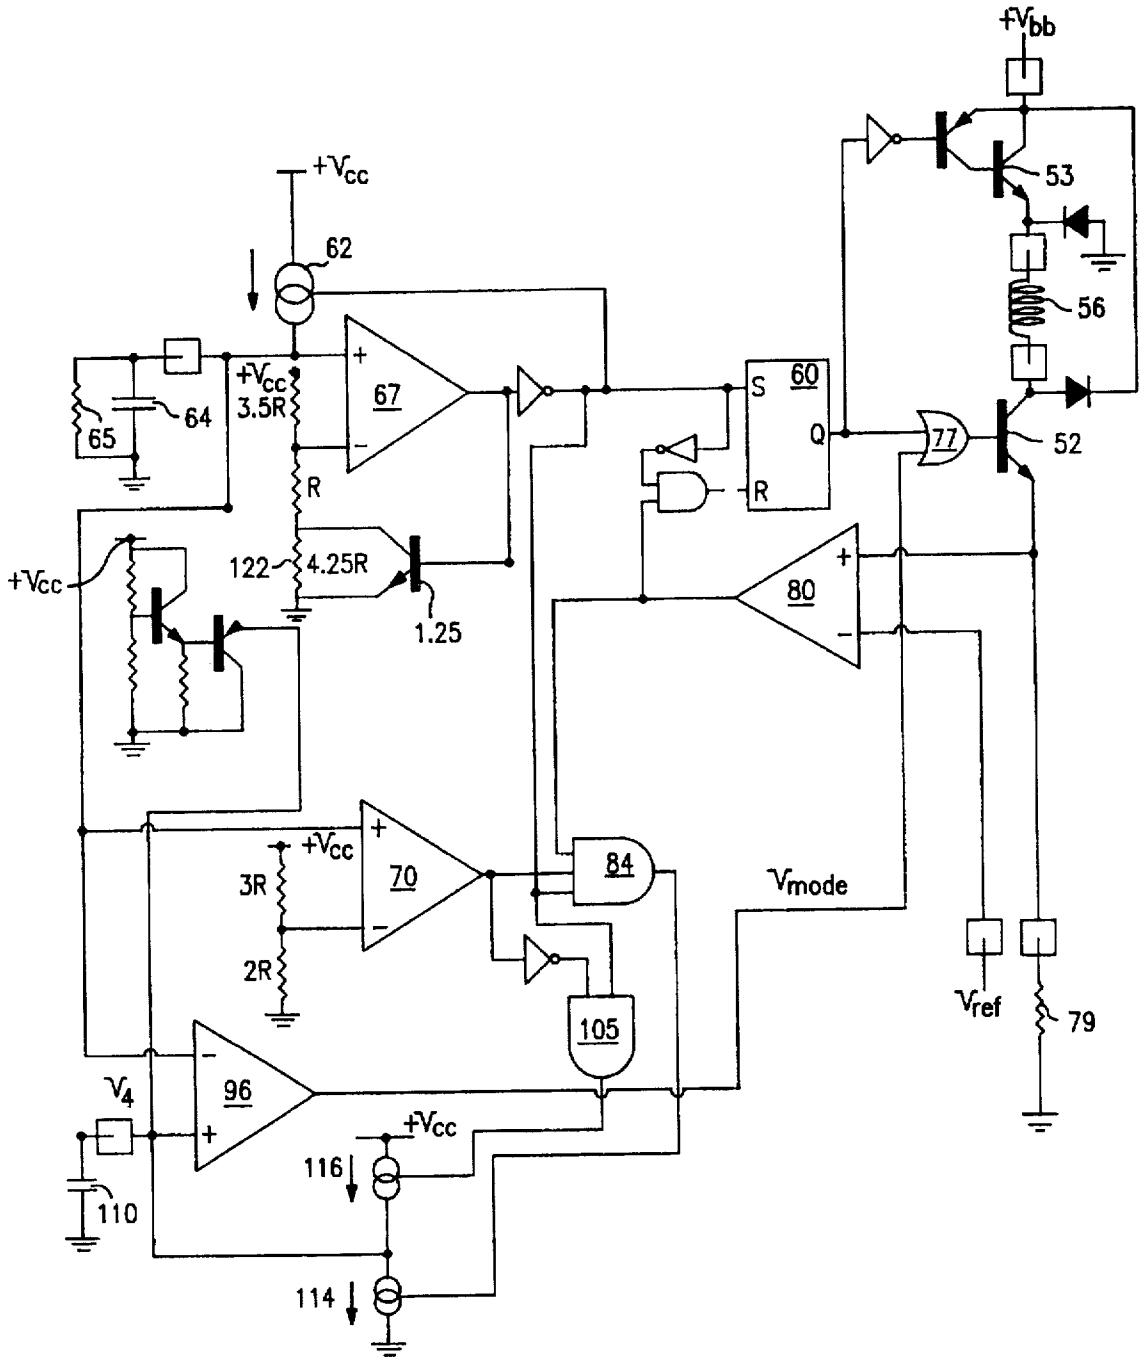 +Vbb
53
+Vcc
62
56
+
67
−
+Vcc
3.5R
64
65
S
60
Q
R
77
52
R
122
4.25R
1.25
+Vcc
+
80
−
+
70
−
+Vcc
3R
2R
84
Vmode
105
Vref
79
−
96
+
V4
110
+Vcc
116
114